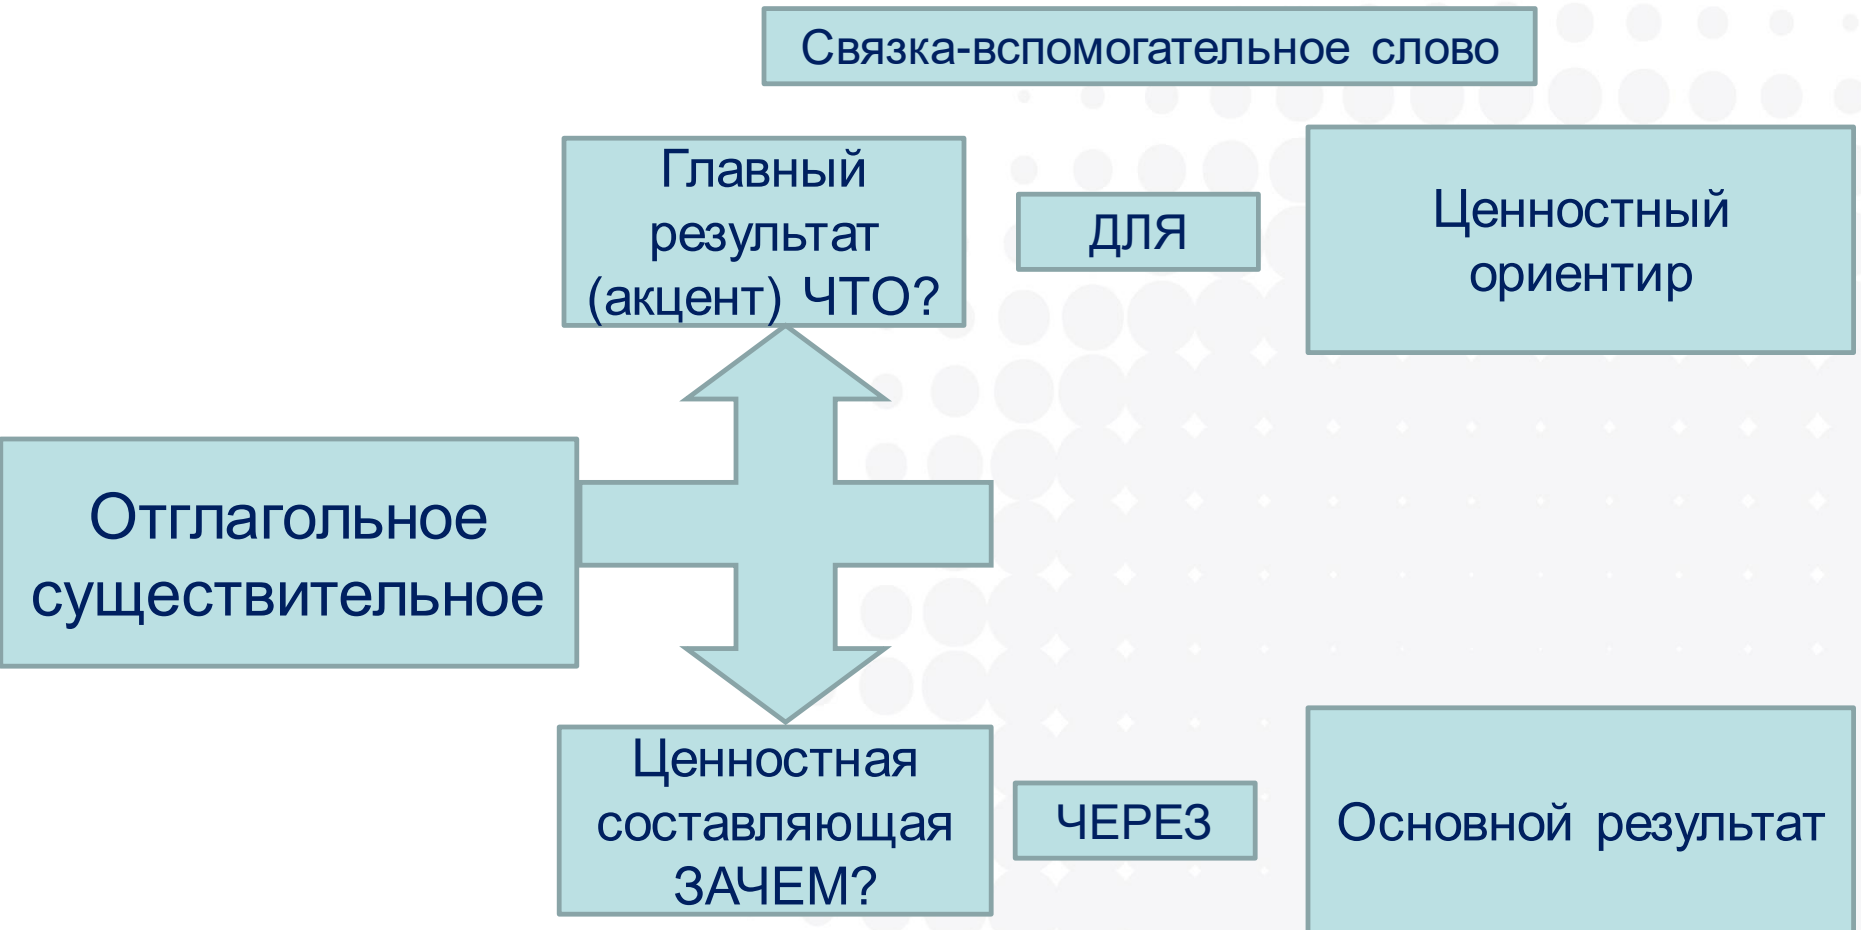 Связка-вспомогательное слово
Главный
результат
(акцент) ЧТО?
ДЛЯ
Ценностный
ориентир
Отглагольное
существительное
Ценностная
составляющая
ЗАЧЕМ?
ЧЕРЕЗ
Основной результат